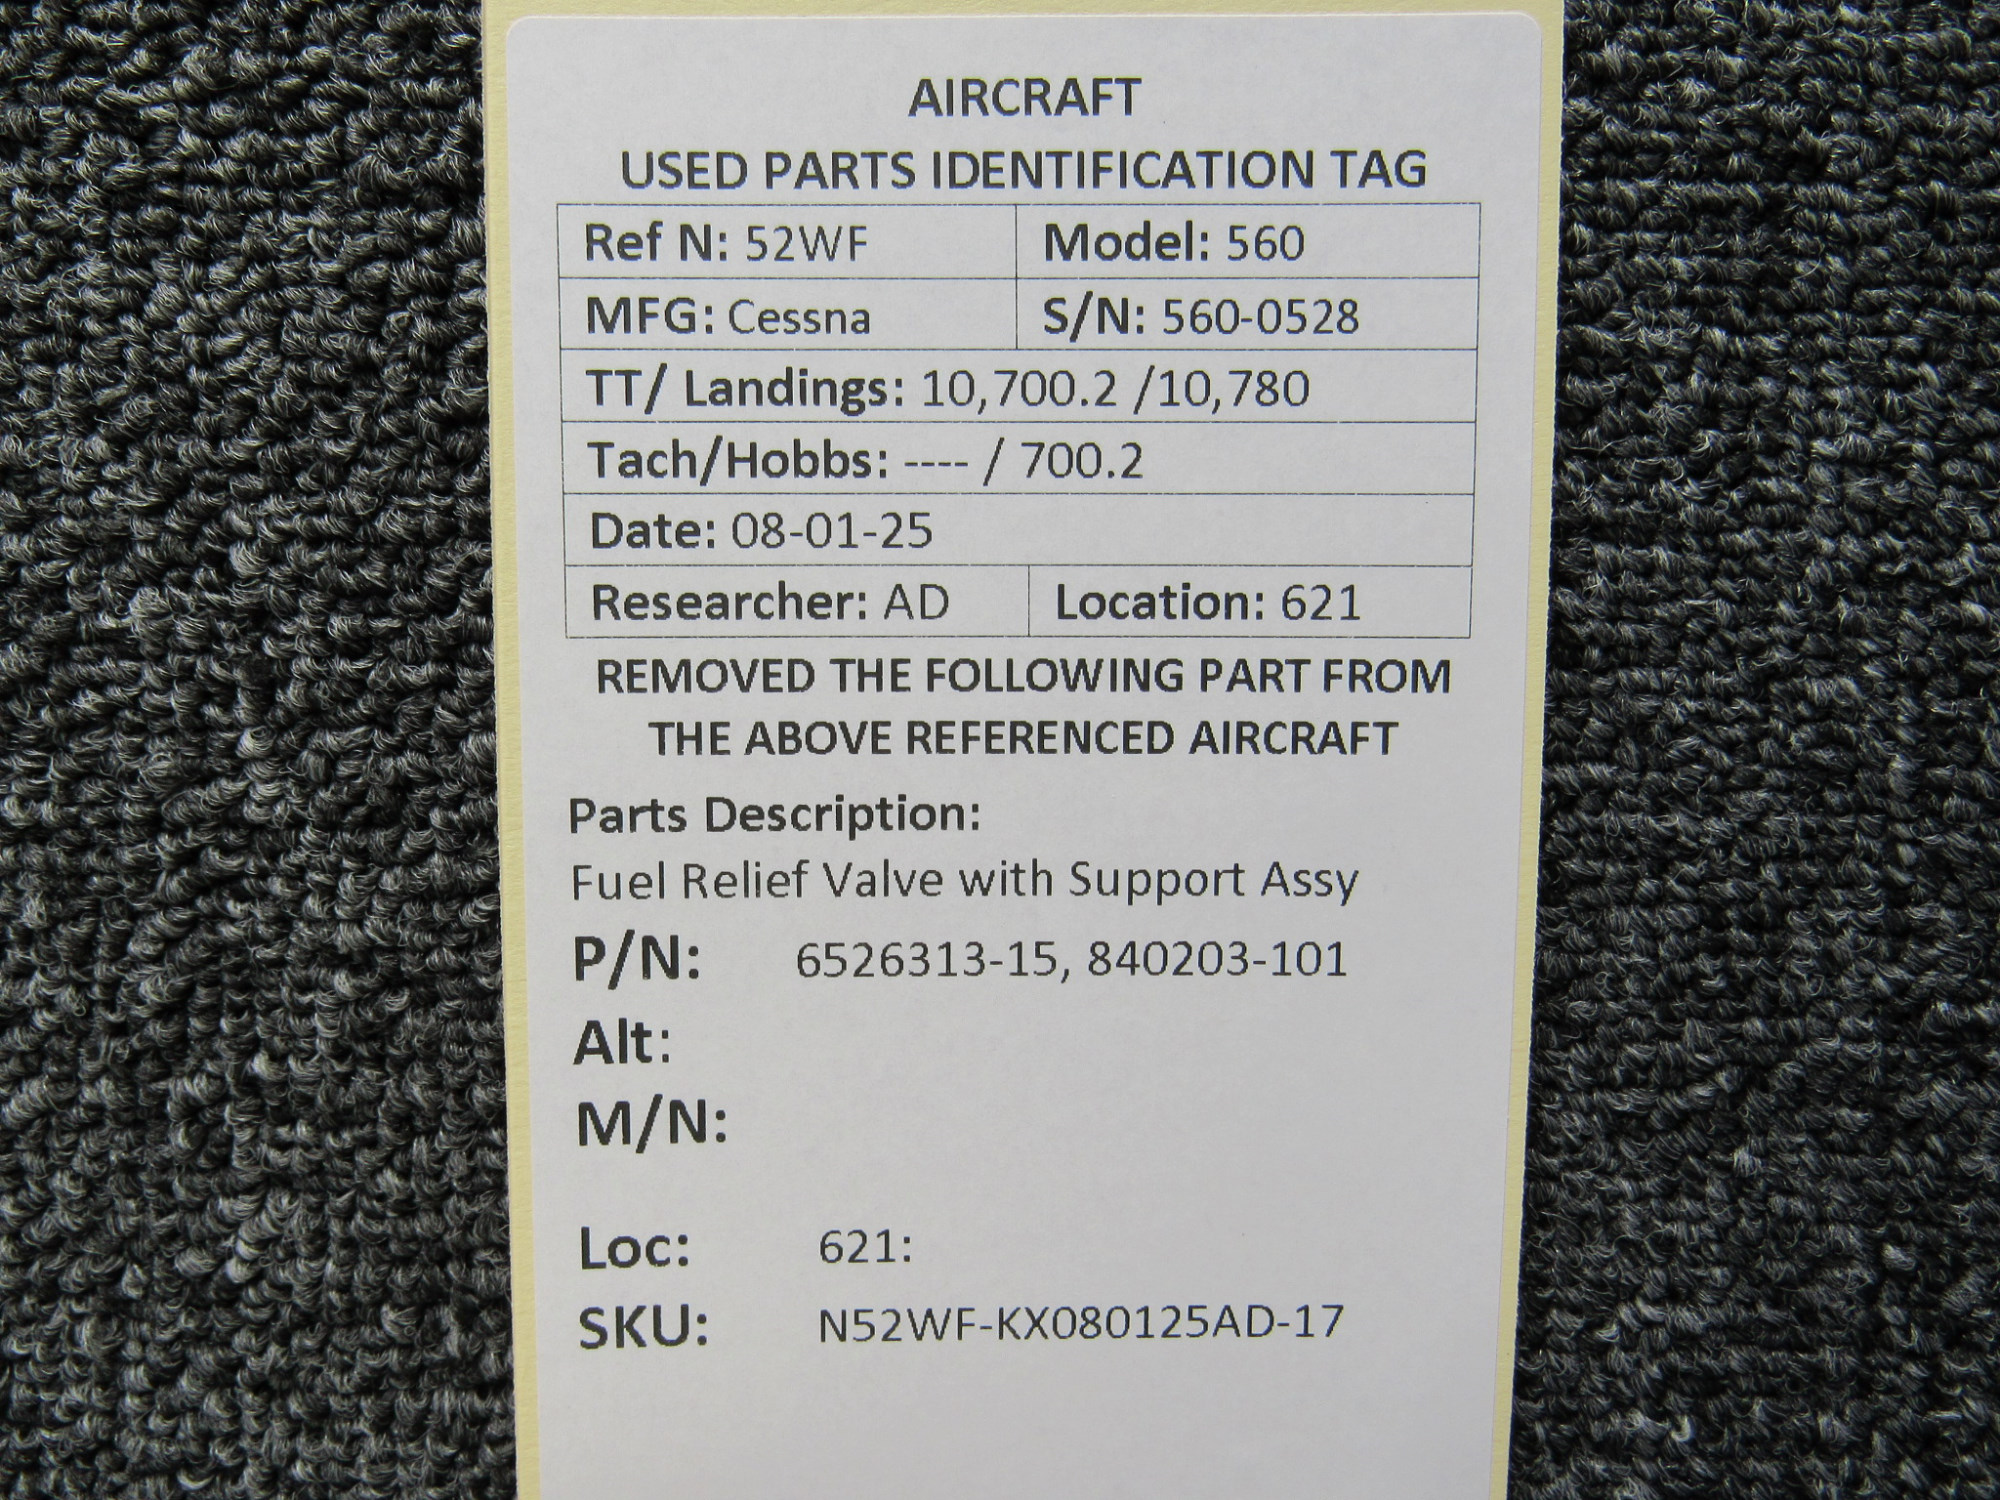 AIRCRAFT
USED PARTS IDENTIFICATION TAG
Ref N: 52WF Model: 560
MFG: Cessna S/N: 560-0528
TT/ Landings: 10,700.2 /10,780
Tach/Hobbs: ---- / 700.2
Date: 08-01-25
Researcher: AD Location: 621
REMOVED THE FOLLOWING PART FROM
THE ABOVE REFERENCED AIRCRAFT
Parts Description:
Fuel Relief Valve with Support Assy
P/N: 6526313-15, 840203-101
Alt:
M/N:
Loc: 621:
SKU: N52WF-KX080125AD-17